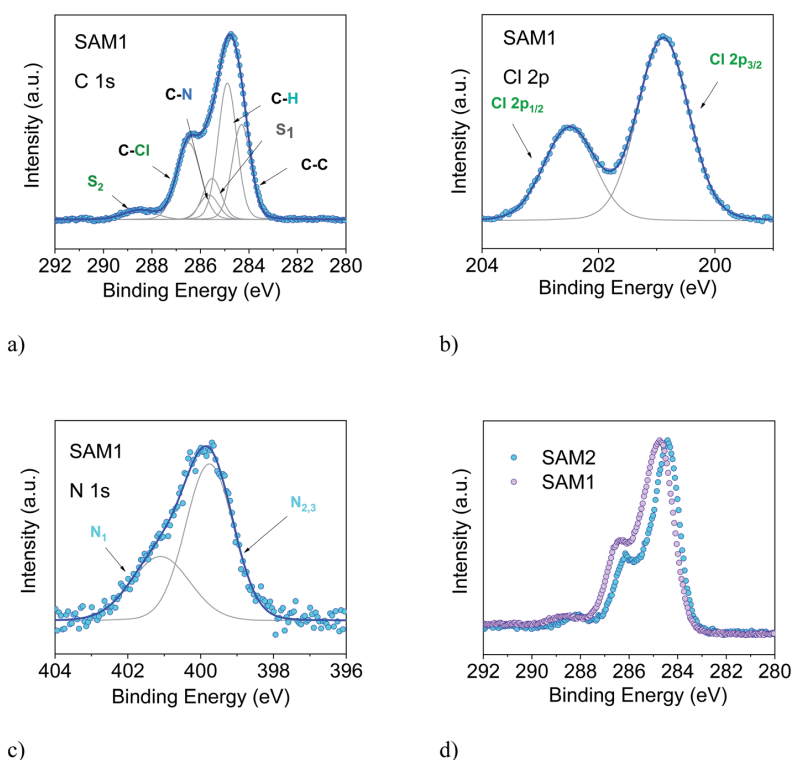 SAM1
C 1s
C-N
C-H
C-Cl
S1
S2
C-C
Intensity (a.u.)
292 290 288 286 284 282 280
Binding Energy (eV)
a)
SAM1
Cl 2p
Cl 2p3/2
Cl 2p1/2
Intensity (a.u.)
204 202 200
Binding Energy (eV)
b)
SAM1
N 1s
N1
N2,3
Intensity (a.u.)
404 402 400 398 396
Binding Energy (eV)
c)
SAM2
SAM1
Intensity (a.u.)
292 290 288 286 284 282 280
Binding Energy (eV)
d)